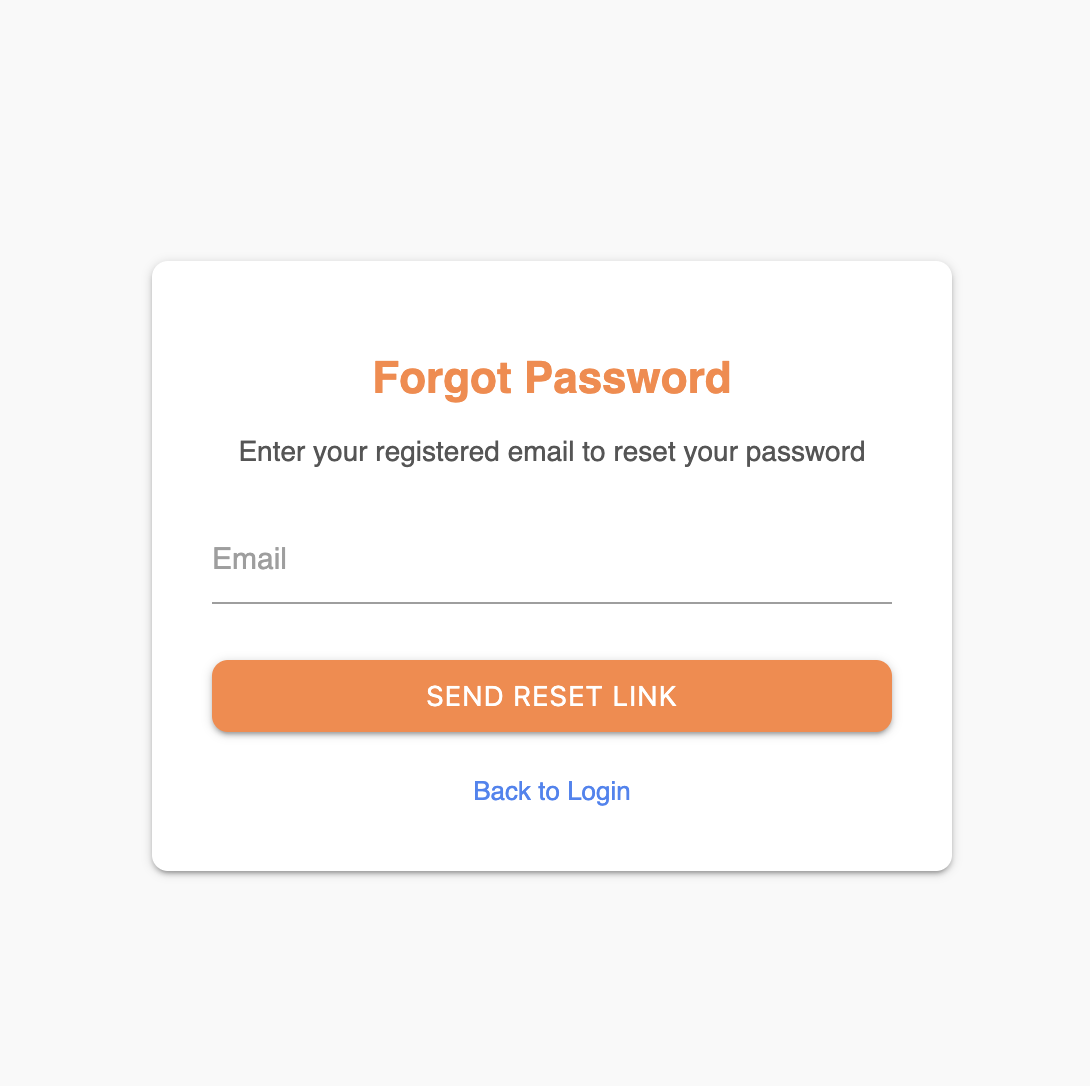 Forgot Password
Enter your registered email to reset your password
Email
SEND RESET LINK
Back to Login